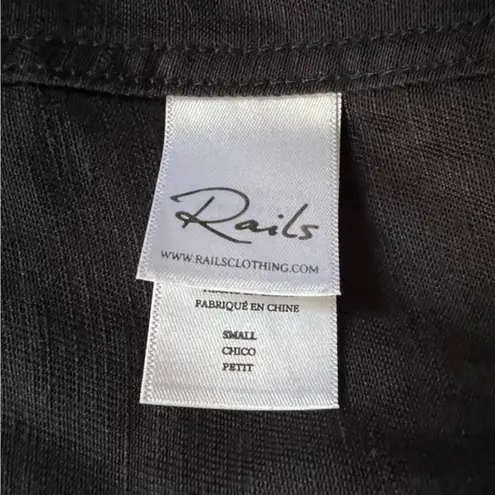 Rails
WWW.RAILSCLOTHING.COM
FABRIQUÉ EN CHINE
SMALL
CHICO
PETIT